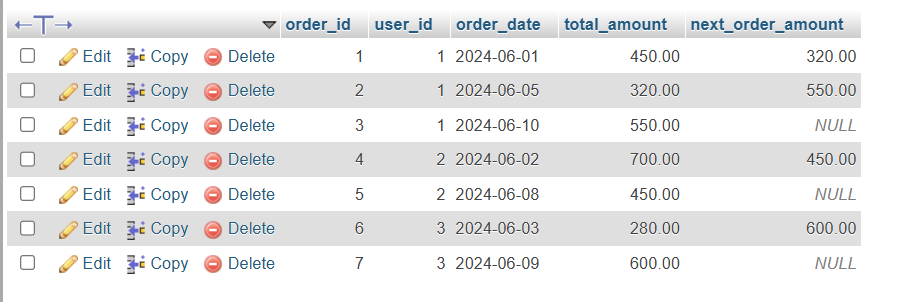 order_id user_id order_date total_amount next_order_amount
Edit Copy Delete 1 1 2024-06-01 450.00 320.00
Edit Copy Delete 2 1 2024-06-05 320.00 550.00
Edit Copy Delete 3 1 2024-06-10 550.00 NULL
Edit Copy Delete 4 2 2024-06-02 700.00 450.00
Edit Copy Delete 5 2 2024-06-08 450.00 NULL
Edit Copy Delete 6 3 2024-06-03 280.00 600.00
Edit Copy Delete 7 3 2024-06-09 600.00 NULL